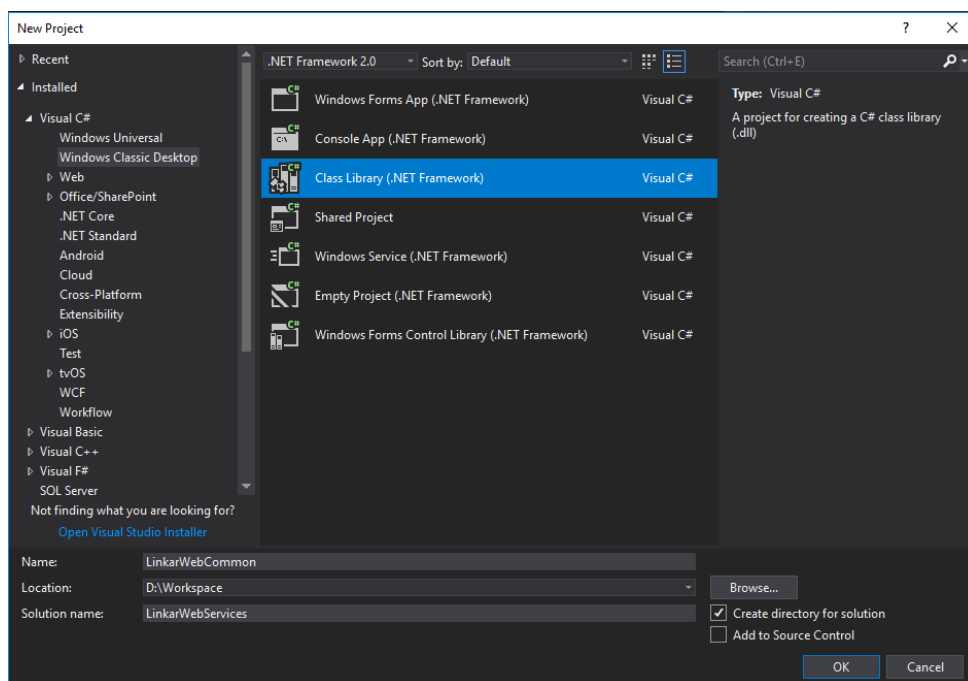 New Project
?
Recent
Installed
Visual C#
Windows Universal
Windows Classic Desktop
Web
Office/SharePoint
.NET Core
.NET Standard
Android
Cloud
Cross-Platform
Extensibility
iOS
Test
tvOS
WCF
Workflow
Visual Basic
Visual C++
Visual F#
SQL Server
Not finding what you are looking for?
Open Visual Studio Installer
.NET Framework 2.0 Sort by: Default
C# Windows Forms App (.NET Framework) Visual C#
C# Console App (.NET Framework) Visual C#
C# Class Library (.NET Framework) Visual C#
C# Shared Project Visual C#
C# Windows Service (.NET Framework) Visual C#
C# Empty Project (.NET Framework) Visual C#
C# Windows Forms Control Library (.NET Framework) Visual C#
Search (Ctrl+E)
Type: Visual C#
A project for creating a C# class library
(.dll)
Name: LinkarWebCommon
Location: D:\Workspace
Browse...
Solution name: LinkarWebServices
Create directory for solution
Add to Source Control
OK Cancel